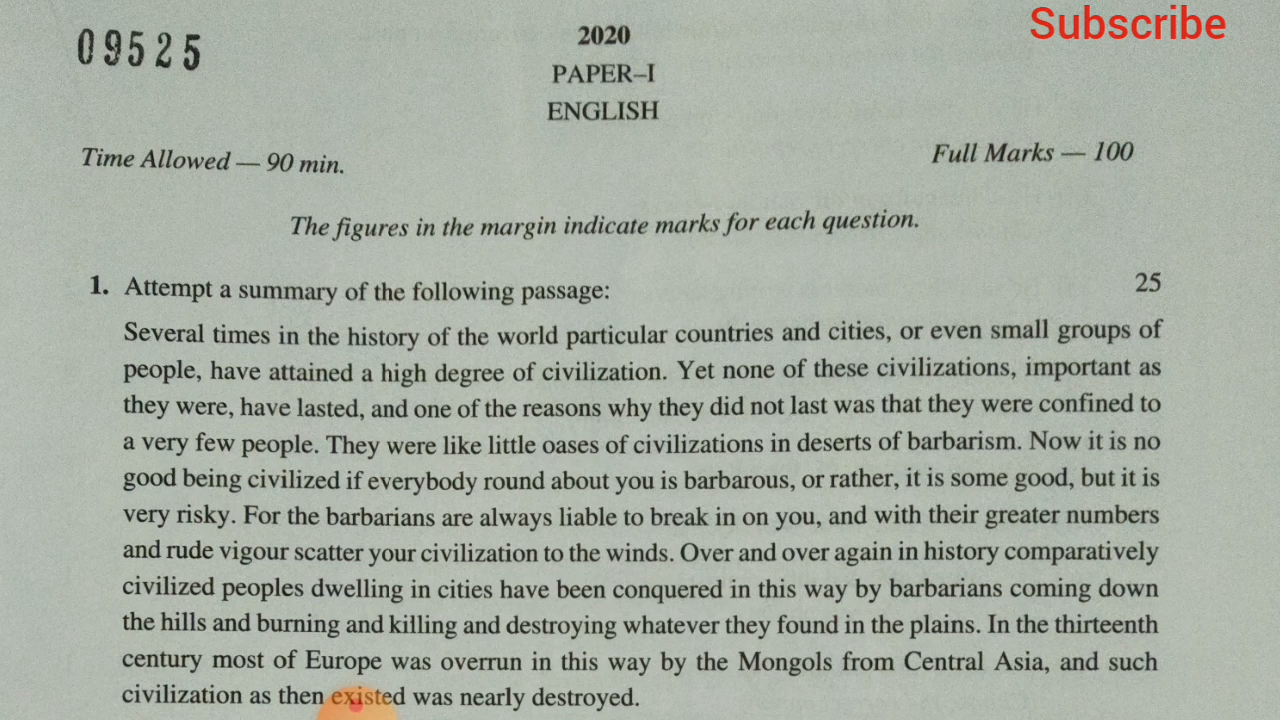 Subscribe
09525
2020
PAPER–I
ENGLISH
Time Allowed — 90 min.
Full Marks — 100
The figures in the margin indicate marks for each question.
1. Attempt a summary of the following passage: 25
Several times in the history of the world particular countries and cities, or even small groups of
people, have attained a high degree of civilization. Yet none of these civilizations, important as
they were, have lasted, and one of the reasons why they did not last was that they were confined to
a very few people. They were like little oases of civilizations in deserts of barbarism. Now it is no
good being civilized if everybody round about you is barbarous, or rather, it is some good, but it is
very risky. For the barbarians are always liable to break in on you, and with their greater numbers
and rude vigour scatter your civilization to the winds. Over and over again in history comparatively
civilized peoples dwelling in cities have been conquered in this way by barbarians coming down
the hills and burning and killing and destroying whatever they found in the plains. In the thirteenth
century most of Europe was overrun in this way by the Mongols from Central Asia, and such
civilization as then existed was nearly destroyed.